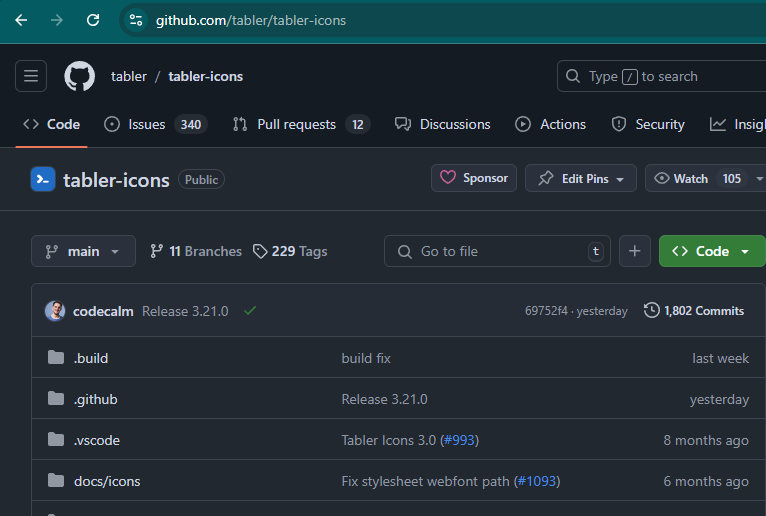 github.com/tabler/tabler-icons
tabler / tabler-icons
Type / to search
Code Issues 340 Pull requests 12 Discussions Actions Security Insig
tabler-icons Public Sponsor Edit Pins Watch 105
main 11 Branches 229 Tags Go to file t + Code
codecalm Release 3.21.0 69752f4 · yesterday 1,802 Commits
.build build fix last week
.github Release 3.21.0 yesterday
.vscode Tabler Icons 3.0 (#993) 8 months ago
docs/icons Fix stylesheet webfont path (#1093) 6 months ago